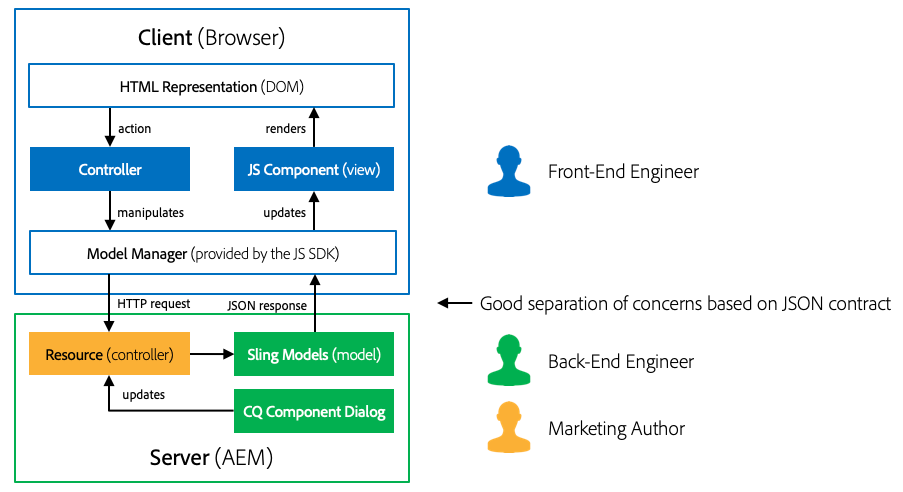 Client (Browser)
HTML Representation (DOM)
action
renders
Controller
JS Component (view)
Front-End Engineer
manipulates
updates
Model Manager (provided by the JS SDK)
HTTP request
JSON response
Good separation of concerns based on JSON contract
Resource (controller)
Sling Models (model)
Back-End Engineer
updates
CQ Component Dialog
Marketing Author
Server (AEM)